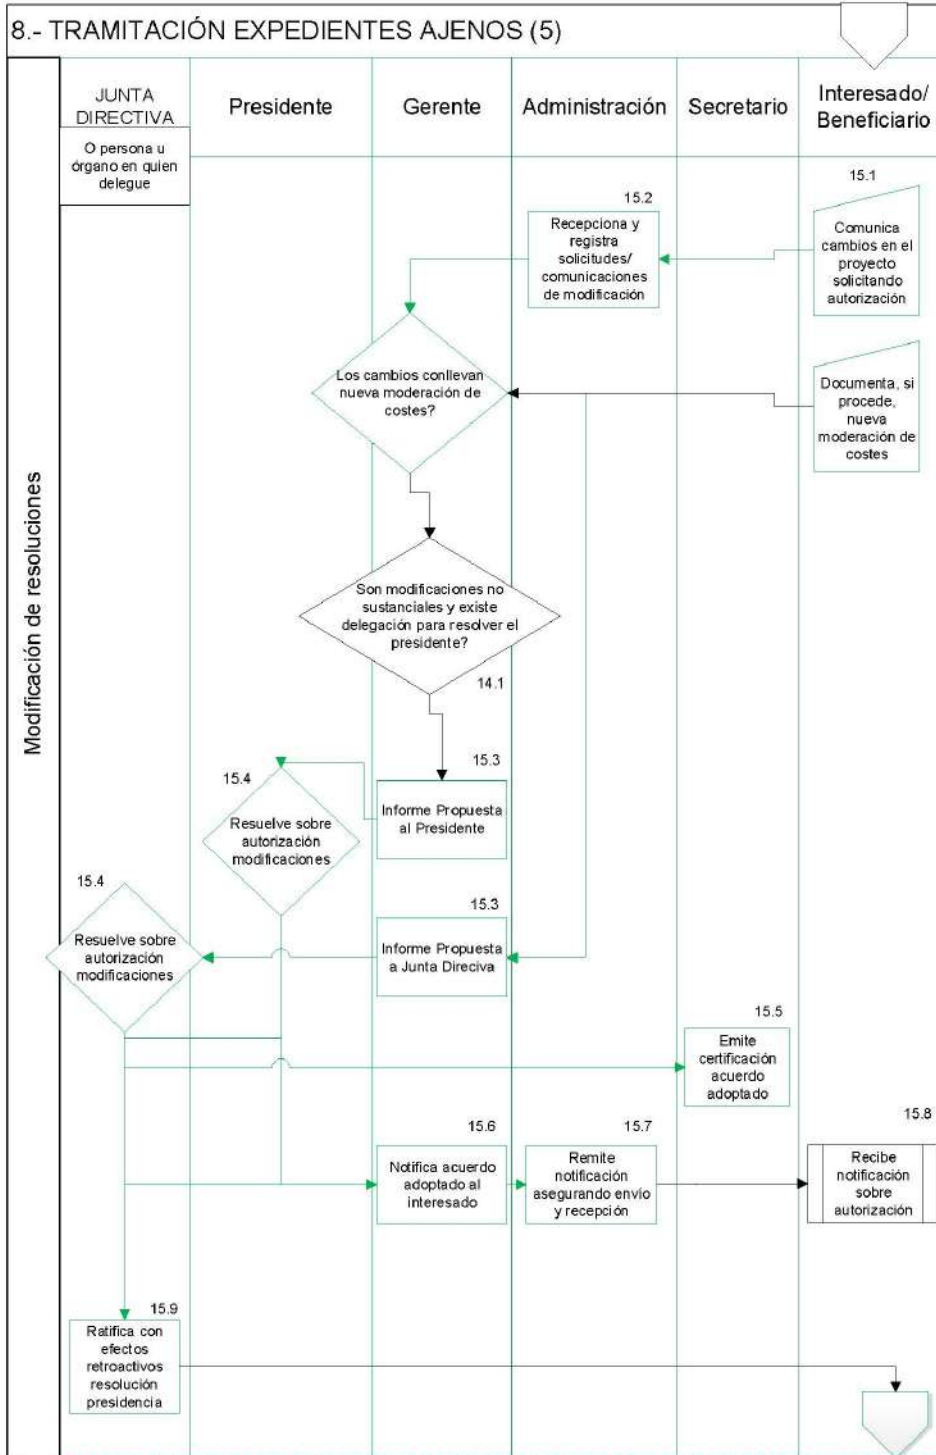 8.- TRAMITACIÓN EXPEDIENTES AJENOS (5)
Modificación de resoluciones
JUNTA
DIRECTIVA
O persona u
órgano en quien
delegue
Presidente
Gerente
Administración
Secretario
Interesado/
Beneficiario
15.1
Comunica
cambios en el
proyecto
solicitando
autorización
15.2
Recepciona y
registra
solicitudes/
comunicaciones
de modificación
Los cambios conllevan
nueva moderación de
costes?
Documenta, si
procede,
nueva
moderación de
costes
Son modificaciones no
sustanciales y existe
delegación para resolver el
presidente?
14.1
15.3
Informe Propuesta
al Presidente
15.4
Resuelve sobre
autorización
modificaciones
15.4
Resuelve sobre
autorización
modificaciones
15.3
Informe Propuesta
a Junta Direciva
15.5
Emite
certificación
acuerdo
adoptado
15.6
Notifica acuerdo
adoptado al
interesado
15.7
Remite
notificación
asegurando envío
y recepción
15.8
Recibe
notificación
sobre
autorización
15.9
Ratifica con
efectos
retroactivos
resolución
presidencia